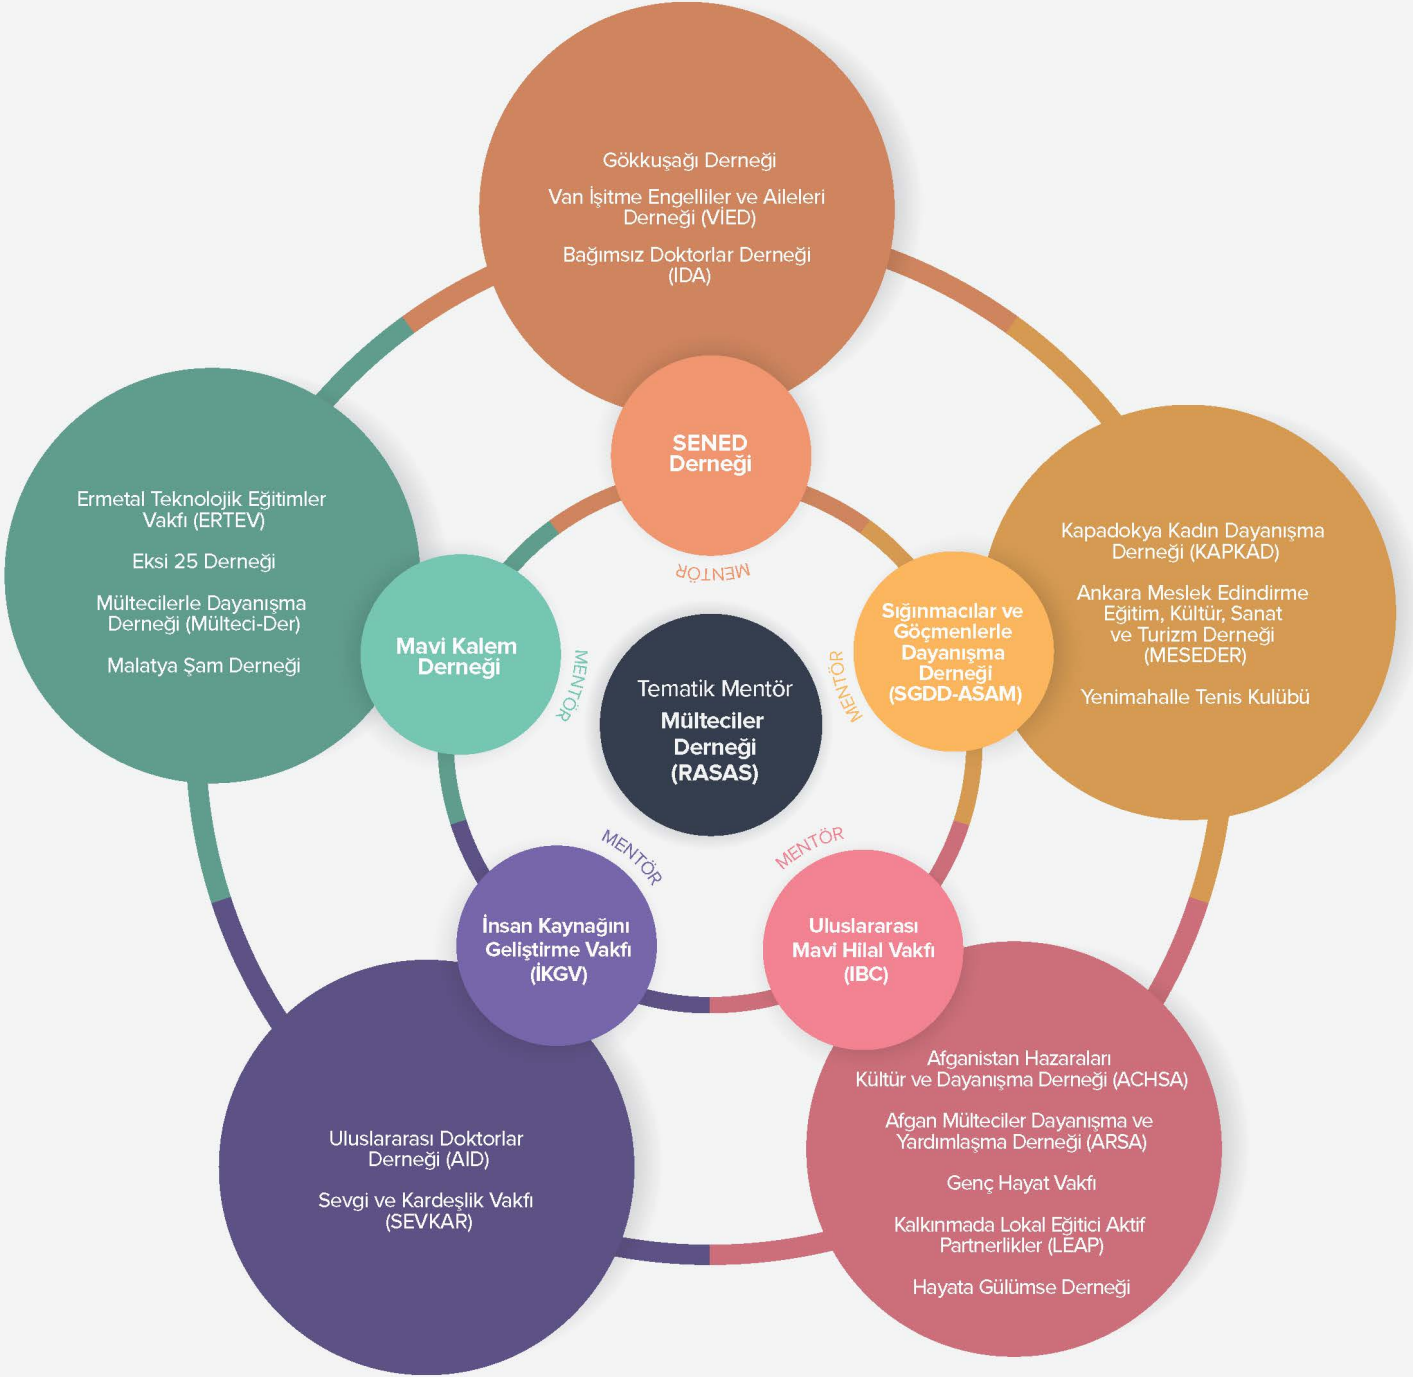 Gökkuşağı Derneği
Van İşitme Engelliler ve Aileleri
Derneği (VİED)
Bağımsız Doktorlar Derneği
(IDA)
SENED
Derneği
MENTÖR
Ermetal Teknolojik Eğitimler
Vakfı (ERTEV)
Eksi 25 Derneği
Mültecilerle Dayanışma
Derneği (Mülteci-Der)
Malatya Şam Derneği
Mavi Kalem
Derneği
MENTÖR
Tematik Mentör
Mülteciler
Derneği
(RASAS)
MENTÖR
Sığınmacılar ve
Göçmenlerle
Dayanışma
Derneği
(SGDD-ASAM)
Kapadokya Kadın Dayanışma
Derneği (KAPKAD)
Ankara Meslek Edindirme
Eğitim, Kültür, Sanat
ve Turizm Derneği
(MESEDER)
Yenimahalle Tenis Kulübü
MENTÖR
İnsan Kaynağını
Geliştirme Vakfı
(İKGV)
Uluslararası Doktorlar
Derneği (AID)
Sevgi ve Kardeşlik Vakfı
(SEVKAR)
MENTÖR
Uluslararası
Mavi Hilal Vakfı
(IBC)
Afganistan Hazaraları
Kültür ve Dayanışma Derneği (ACHSA)
Afgan Mülteciler Dayanışma ve
Yardımlaşma Derneği (ARSA)
Genç Hayat Vakfı
Kalkınmada Lokal Eğitici Aktif
Partnerlikler (LEAP)
Hayata Gülümse Derneği